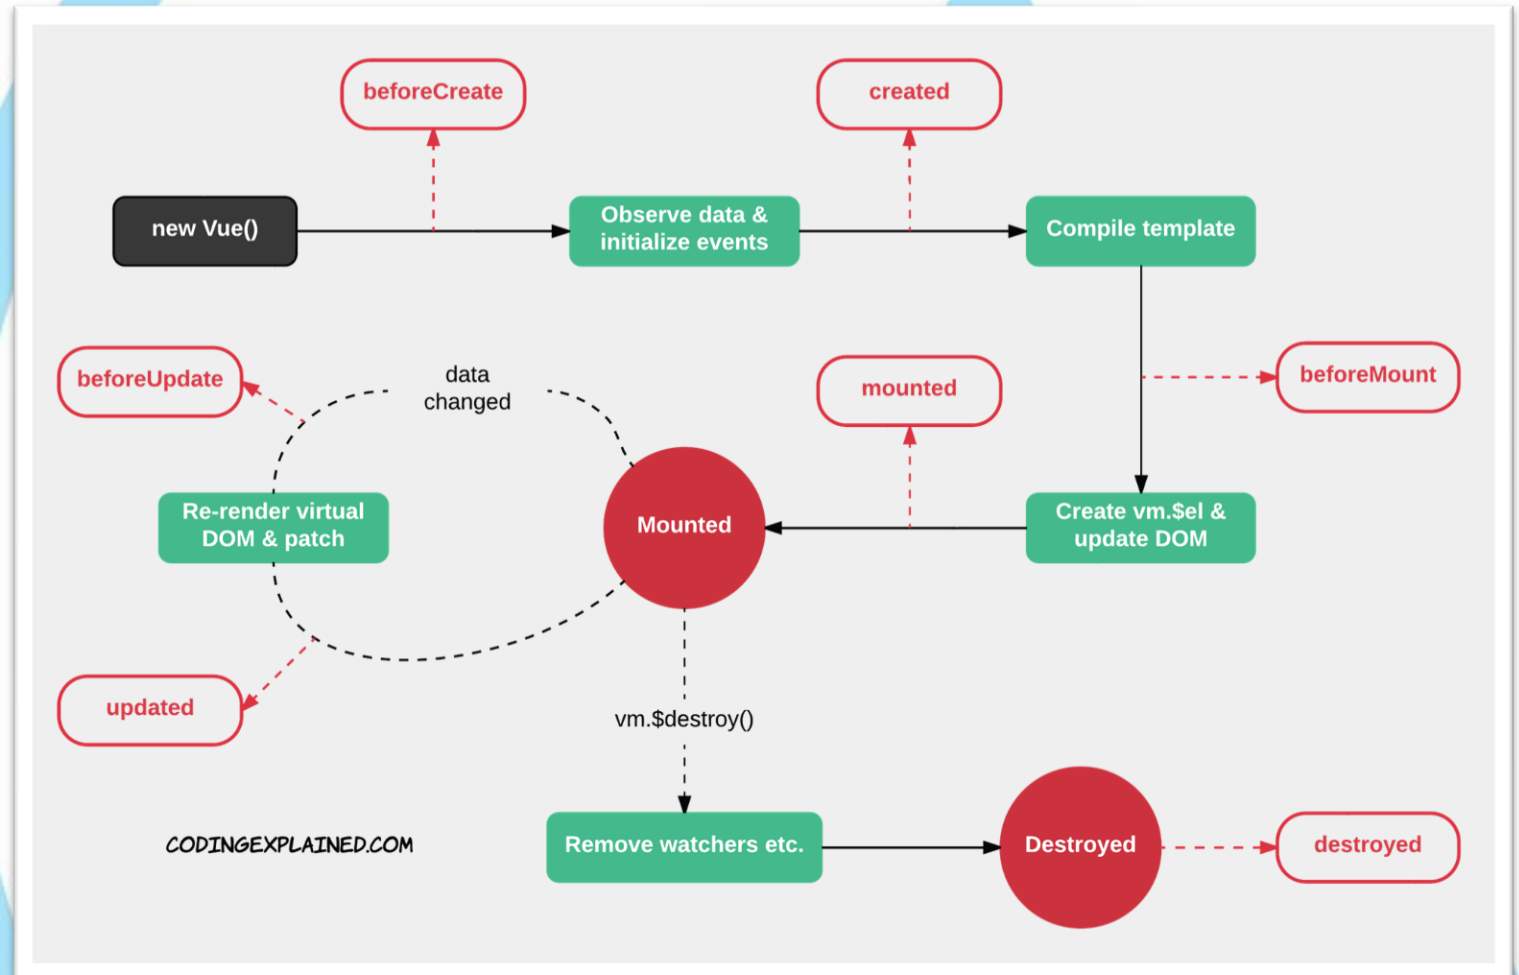 beforeCreate
created
new Vue()
Observe data &
initialize events
Compile template
beforeUpdate
data
changed
mounted
beforeMount
Re-render virtual
DOM & patch
Mounted
Create vm.$el &
update DOM
updated
vm.$destroy()
CODINGEXPLAINED.COM
Remove watchers etc.
Destroyed
destroyed